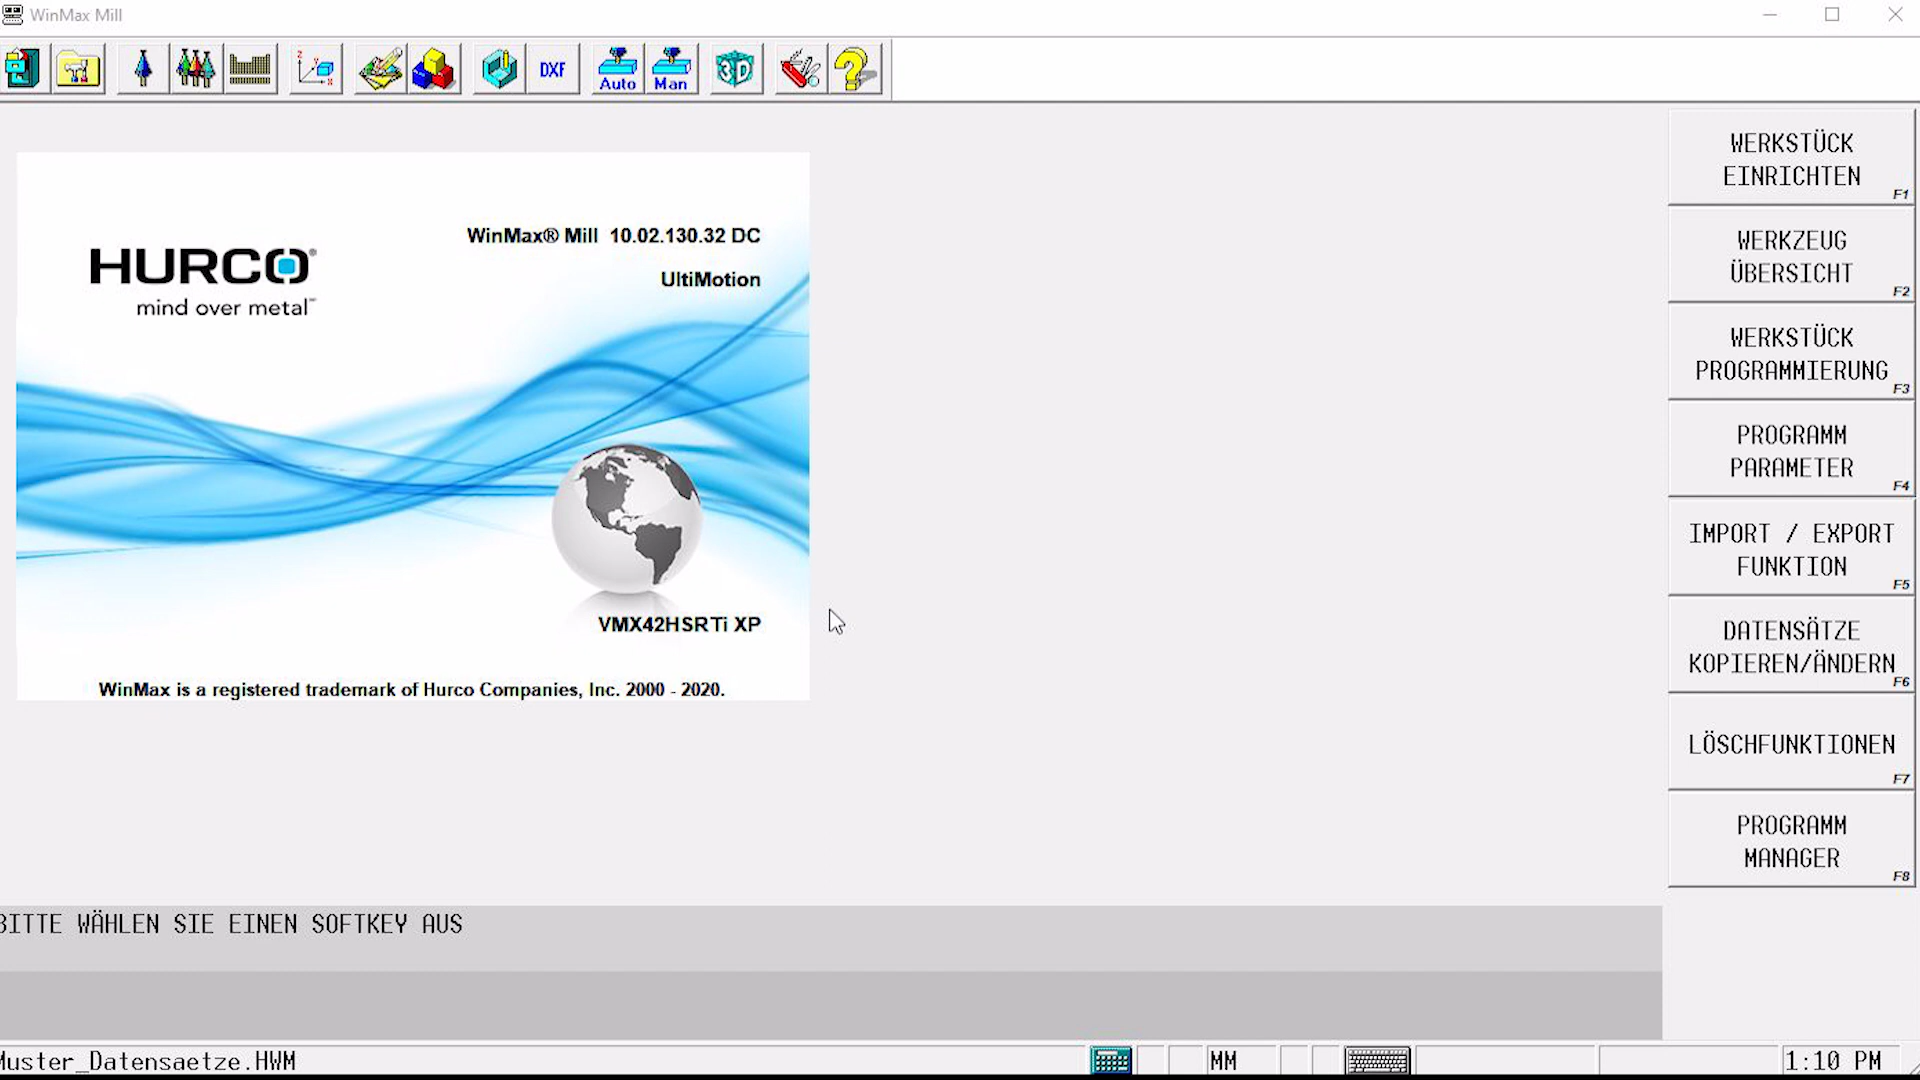 WinMax Mill
DXF
Auto
Man
3D
HURCO®
mind over metal™
WinMax® Mill 10.02.130.32 DC
UltiMotion
VMX42HSRTi XP
WinMax is a registered trademark of Hurco Companies, Inc. 2000 - 2020.
WERKSTÜCK
EINRICHTEN
F1
WERKZEUG
ÜBERSICHT
F2
WERKSTÜCK
PROGRAMMIERUNG
F3
PROGRAMM
PARAMETER
F4
IMPORT / EXPORT
FUNKTION
F5
DATENSÄTZE
KOPIEREN/ÄNDERN
F6
LÖSCHFUNKTIONEN
F7
PROGRAMM
MANAGER
F8
BITTE WÄHLEN SIE EINEN SOFTKEY AUS
Muster_Datensaetze.HWM
MM
1:10 PM